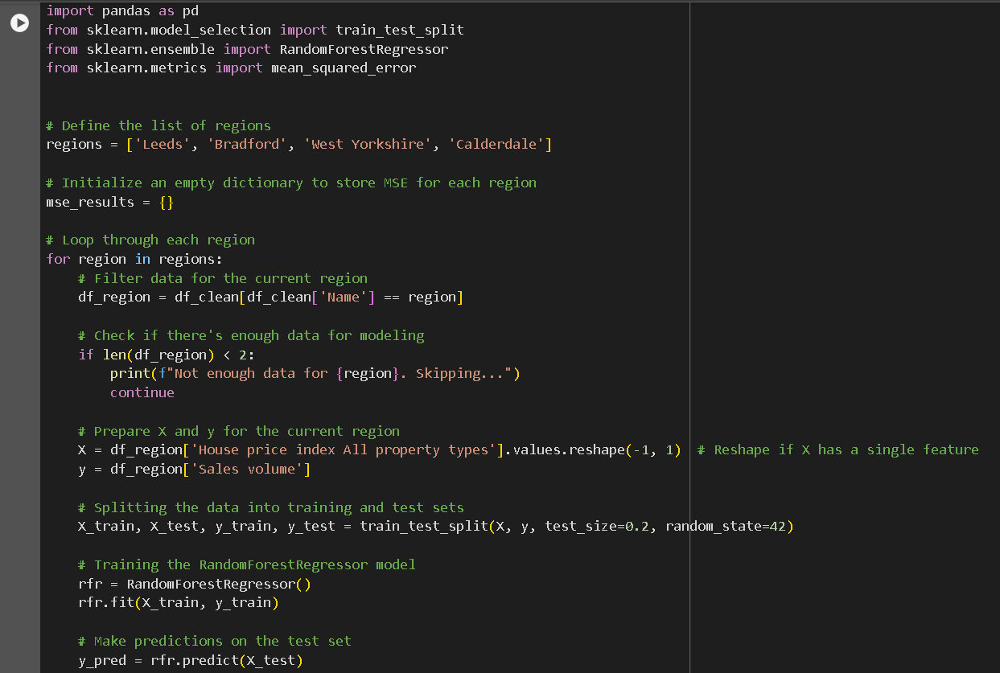 import pandas as pd
from sklearn.model_selection import train_test_split
from sklearn.ensemble import RandomForestRegressor
from sklearn.metrics import mean_squared_error
# Define the list of regions
regions = ['Leeds', 'Bradford', 'West Yorkshire', 'Calderdale']
# Initialize an empty dictionary to store MSE for each region
mse_results = {}
# Loop through each region
for region in regions:
    # Filter data for the current region
    df_region = df_clean[df_clean['Name'] == region]
    # Check if there's enough data for modeling
    if len(df_region) < 2:
        print(f"Not enough data for {region}. Skipping...")
        continue
    # Prepare X and y for the current region
    X = df_region['House price index All property types'].values.reshape(-1, 1)  # Reshape if X has a single feature
    y = df_region['Sales volume']
    # Splitting the data into training and test sets
    X_train, X_test, y_train, y_test = train_test_split(X, y, test_size=0.2, random_state=42)
    # Training the RandomForestRegressor model
    rfr = RandomForestRegressor()
    rfr.fit(X_train, y_train)
    # Make predictions on the test set
    y_pred = rfr.predict(X_test)